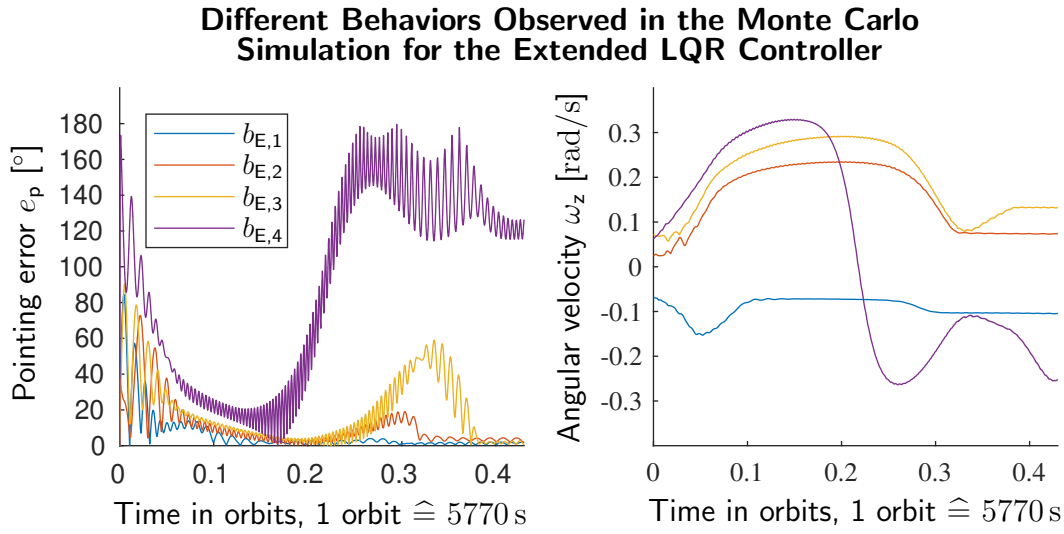 Different Behaviors Observed in the Monte Carlo
Simulation for the Extended LQR Controller
Pointing error e_p [°]
180
160
140
120
100
80
60
40
20
0
b_E,1
b_E,2
b_E,3
b_E,4
0 0.1 0.2 0.3 0.4
Time in orbits, 1 orbit ≙ 5770 s
Angular velocity ω_z [rad/s]
0.3
0.2
0.1
0
-0.1
-0.2
-0.3
0 0.1 0.2 0.3 0.4
Time in orbits, 1 orbit ≙ 5770 s